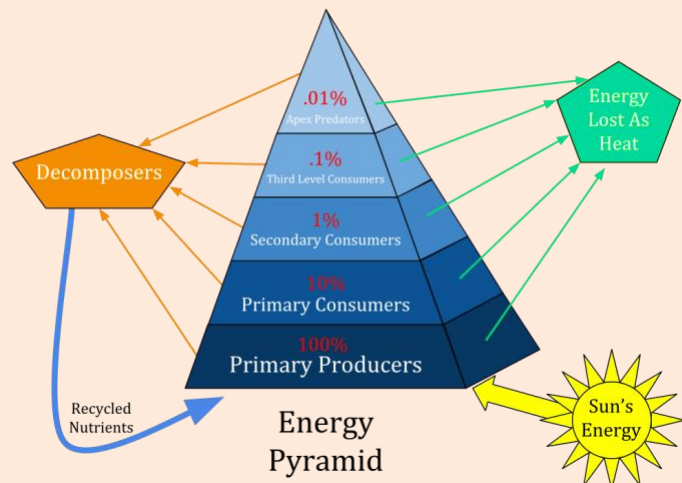 .01%
Apex Predators
.1%
Third Level Consumers
1%
Secondary Consumers
10%
Primary Consumers
100%
Primary Producers
Decomposers
Energy
Lost As
Heat
Recycled
Nutrients
Energy
Pyramid
Sun's
Energy